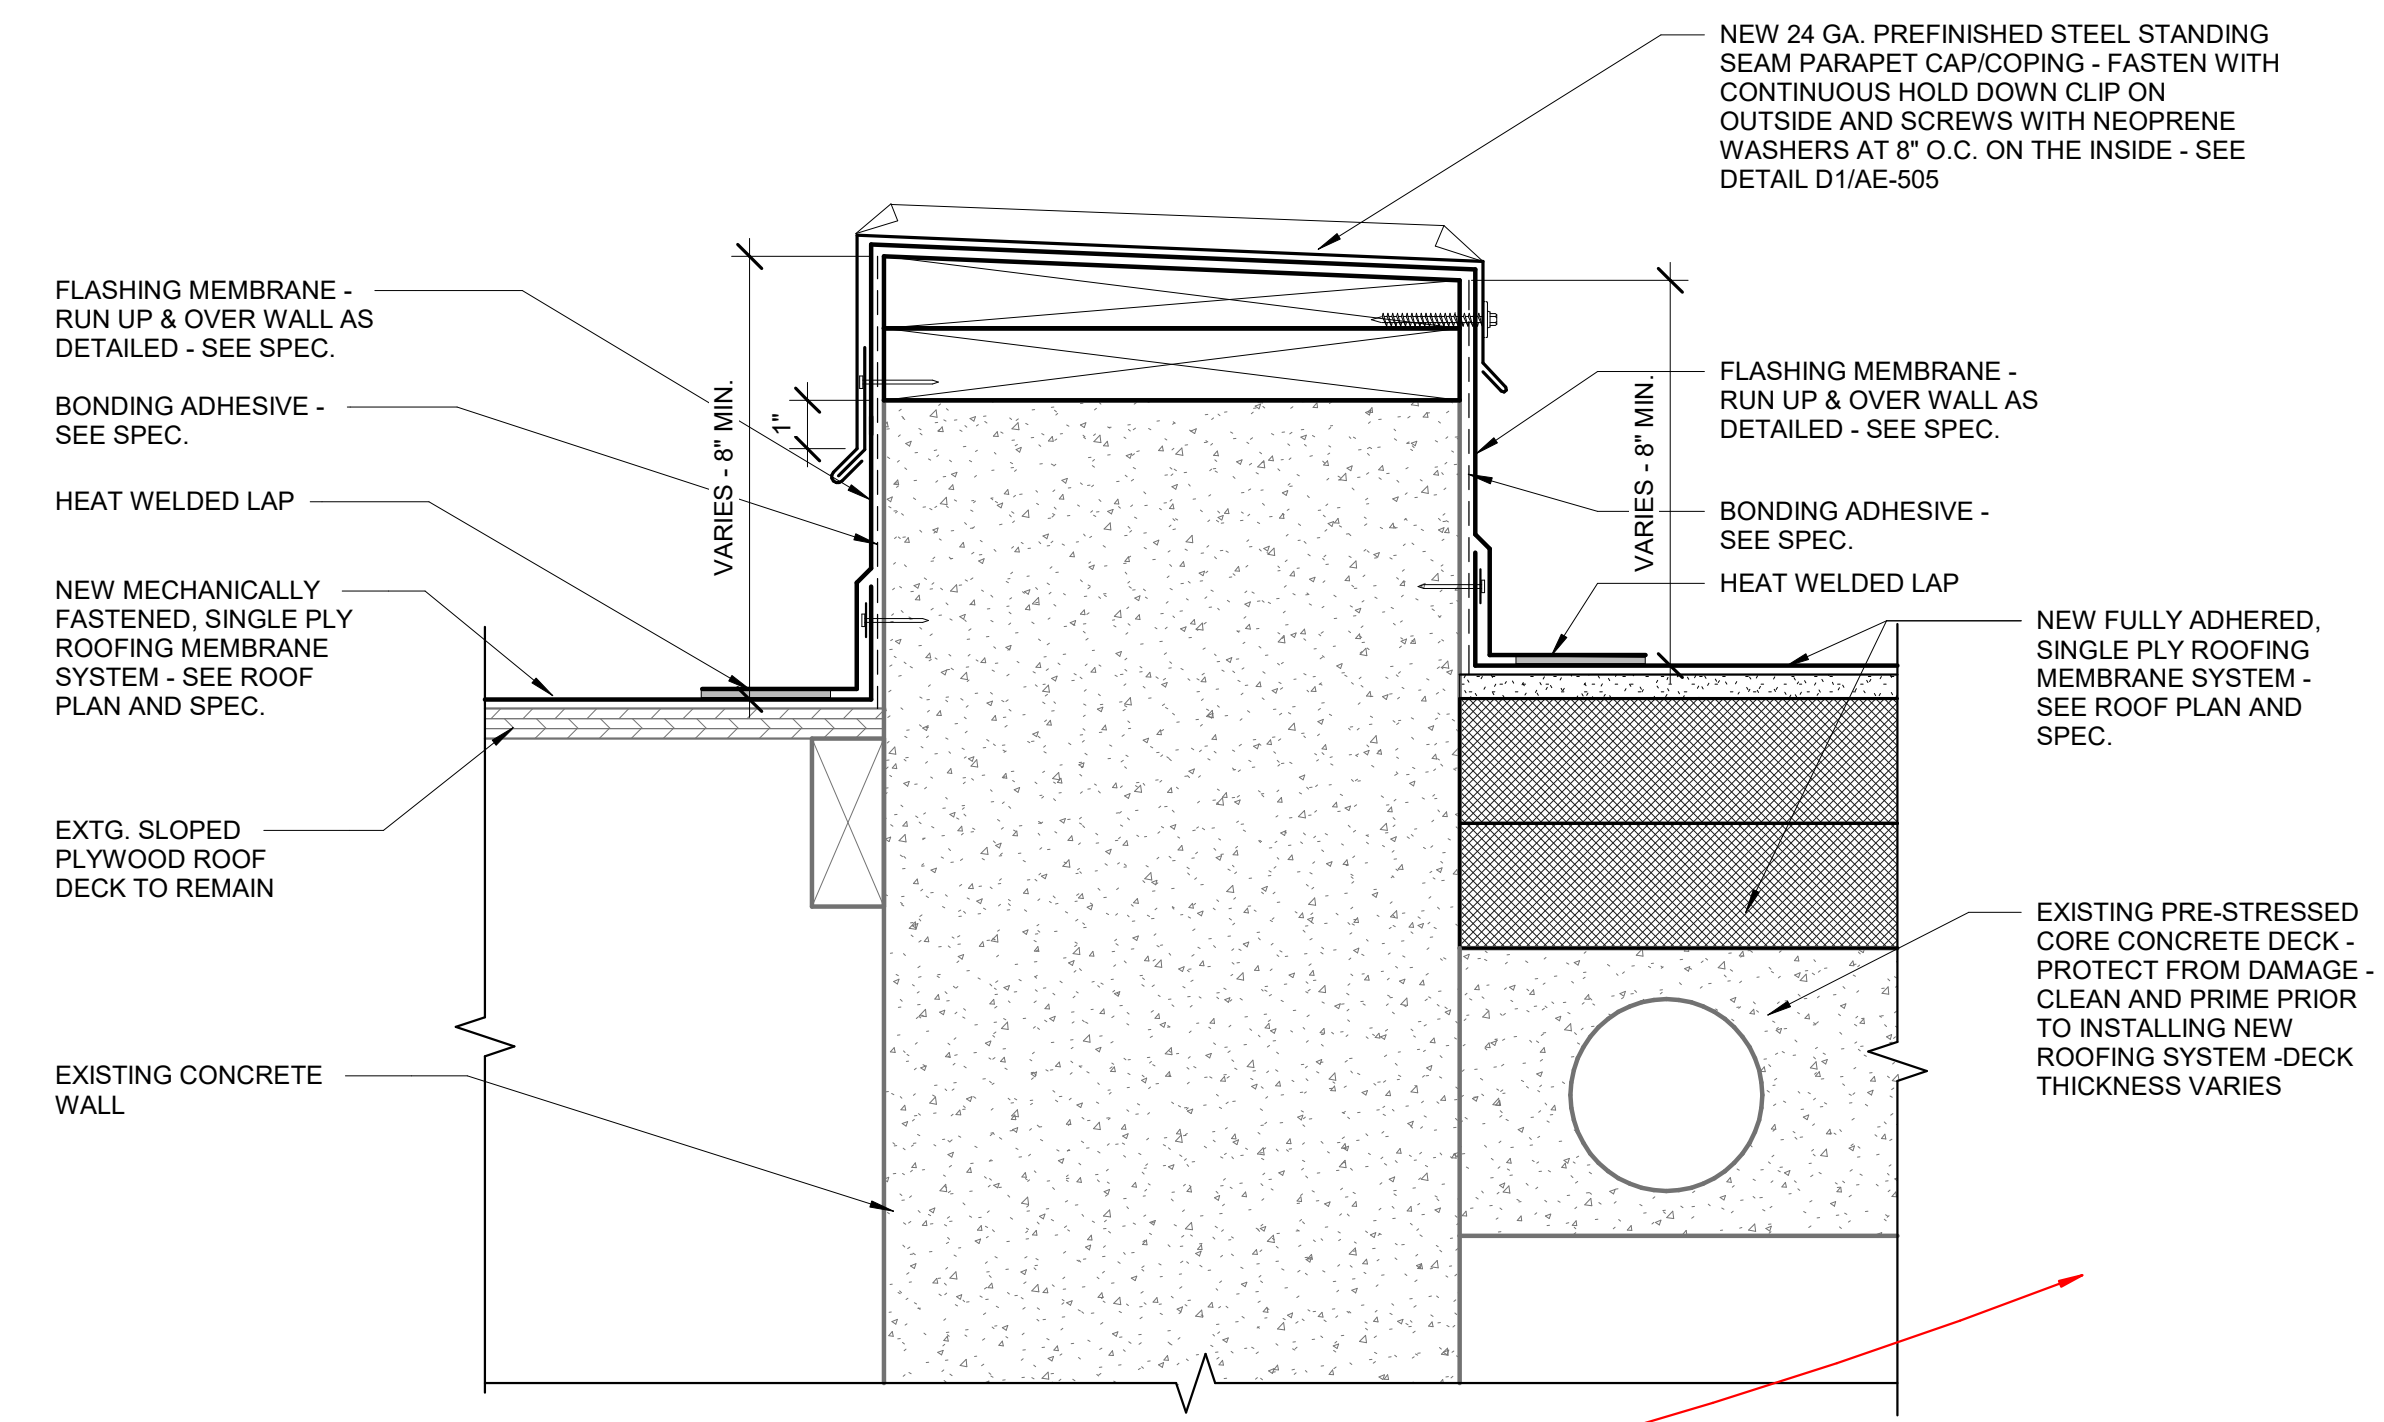 NEW 24 GA. PREFINISHED STEEL STANDING
SEAM PARAPET CAP/COPING - FASTEN WITH
CONTINUOUS HOLD DOWN CLIP ON
OUTSIDE AND SCREWS WITH NEOPRENE
WASHERS AT 8" O.C. ON THE INSIDE - SEE
DETAIL D1/AE-505
FLASHING MEMBRANE -
RUN UP & OVER WALL AS
DETAILED - SEE SPEC.
BONDING ADHESIVE -
SEE SPEC.
HEAT WELDED LAP
NEW MECHANICALLY
FASTENED, SINGLE PLY
ROOFING MEMBRANE
SYSTEM - SEE ROOF
PLAN AND SPEC.
EXTG. SLOPED
PLYWOOD ROOF
DECK TO REMAIN
EXISTING CONCRETE
WALL
VARIES - 8" MIN.
1"
VARIES - 8" MIN.
FLASHING MEMBRANE -
RUN UP & OVER WALL AS
DETAILED - SEE SPEC.
BONDING ADHESIVE -
SEE SPEC.
HEAT WELDED LAP
NEW FULLY ADHERED,
SINGLE PLY ROOFING
MEMBRANE SYSTEM -
SEE ROOF PLAN AND
SPEC.
EXISTING PRE-STRESSED
CORE CONCRETE DECK -
PROTECT FROM DAMAGE -
CLEAN AND PRIME PRIOR
TO INSTALLING NEW
ROOFING SYSTEM -DECK
THICKNESS VARIES